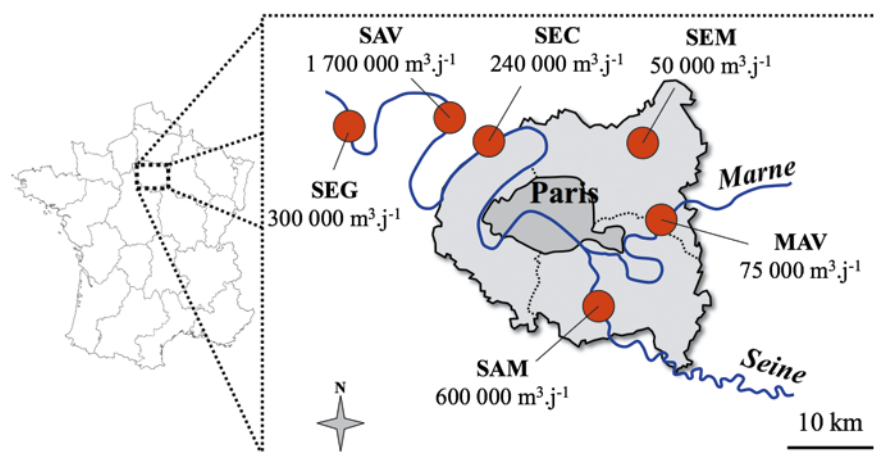 SAV
1 700 000 m³.j⁻¹
SEC
240 000 m³.j⁻¹
SEM
50 000 m³.j⁻¹
SEG
300 000 m³.j⁻¹
Paris
Marne
MAV
75 000 m³.j⁻¹
SAM
600 000 m³.j⁻¹
Seine
N
10 km